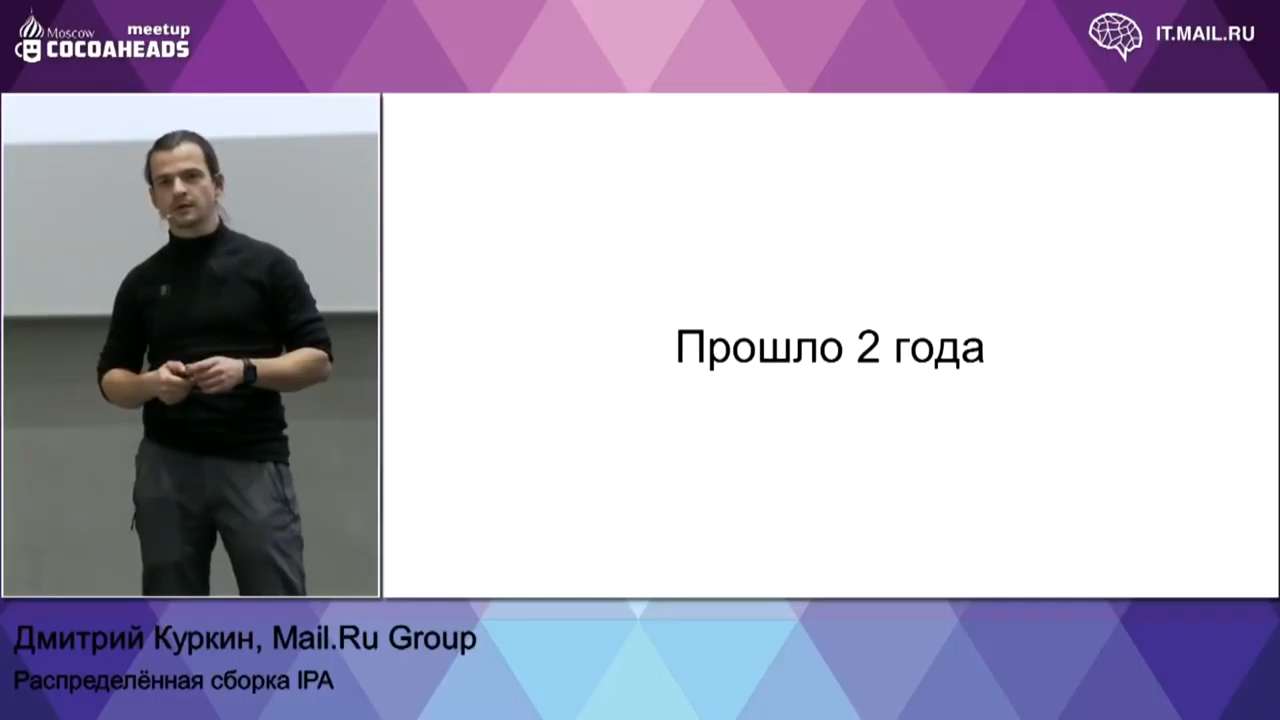 Moscow meetup
COCOAHEADS
IT.MAIL.RU
Прошло 2 года
Дмитрий Куркин, Mail.Ru Group
Распределённая сборка IPA